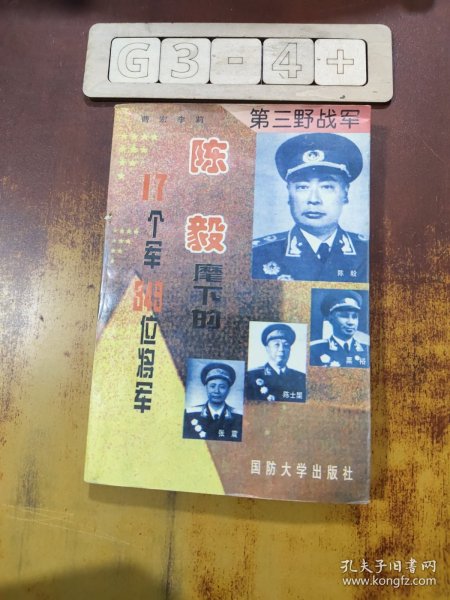 G3-4+
曹宏 李莉
第三野战军
陈毅麾下的
17个军349位将军
陈毅
粟裕
陈士榘
张震
国防大学出版社
孔夫子旧书网
www.kongfz.com